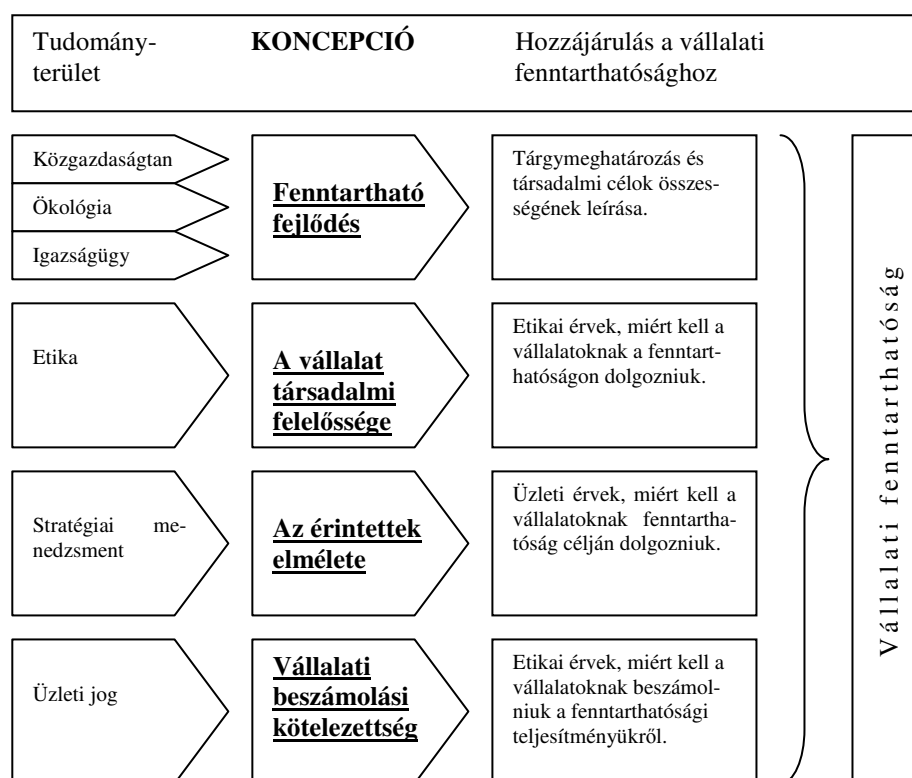 Tudomány-
terület
KONCEPCIÓ
Hozzájárulás a vállalati
fenntarthatósághoz
Közgazdaságtan
Ökológia
Igazságügy
Fenntartható
fejlődés
Tárgymeghatározás és
társadalmi célok összes-
ségének leírása.
Etika
A vállalat
társadalmi
felelőssége
Etikai érvek, miért kell a
vállalatoknak a fenntart-
hatóságon dolgozniuk.
Stratégiai me-
nedzsment
Az érintettek
elmélete
Üzleti érvek, miért kell a
vállalatoknak fenntartha-
tóság célján dolgozniuk.
Üzleti jog
Vállalati
beszámolási
kötelezettség
Etikai érvek, miért kell a
vállalatoknak beszámol-
niuk a fenntarthatósági
teljesítményükről.
Vállalati fenntarthatóság